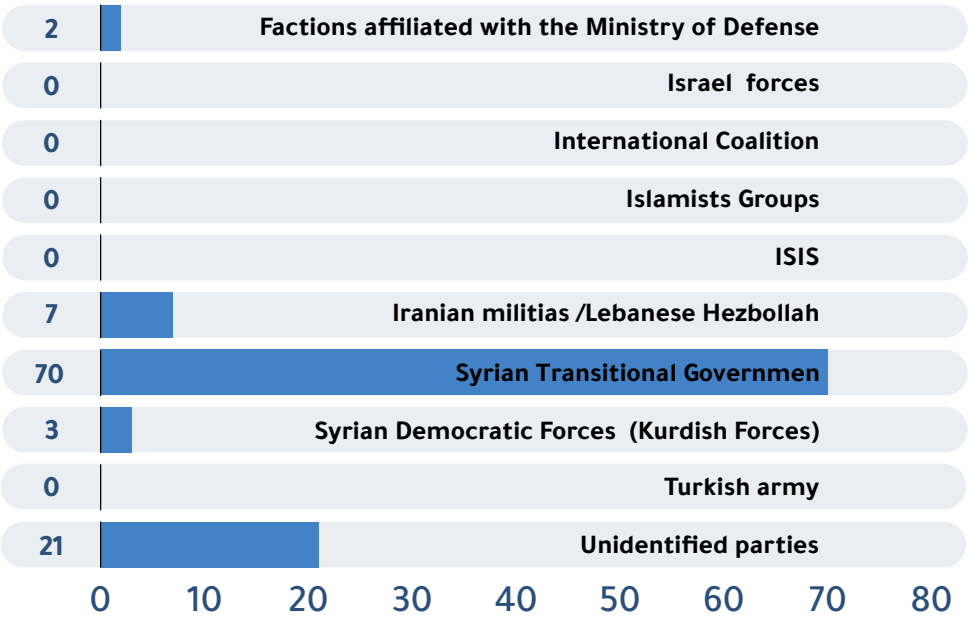 2 Factions affiliated with the Ministry of Defense
0 Israel forces
0 International Coalition
0 Islamists Groups
0 ISIS
7 Iranian militias /Lebanese Hezbollah
70 Syrian Transitional Governmen
3 Syrian Democratic Forces (Kurdish Forces)
0 Turkish army
21 Unidentified parties
0 10 20 30 40 50 60 70 80